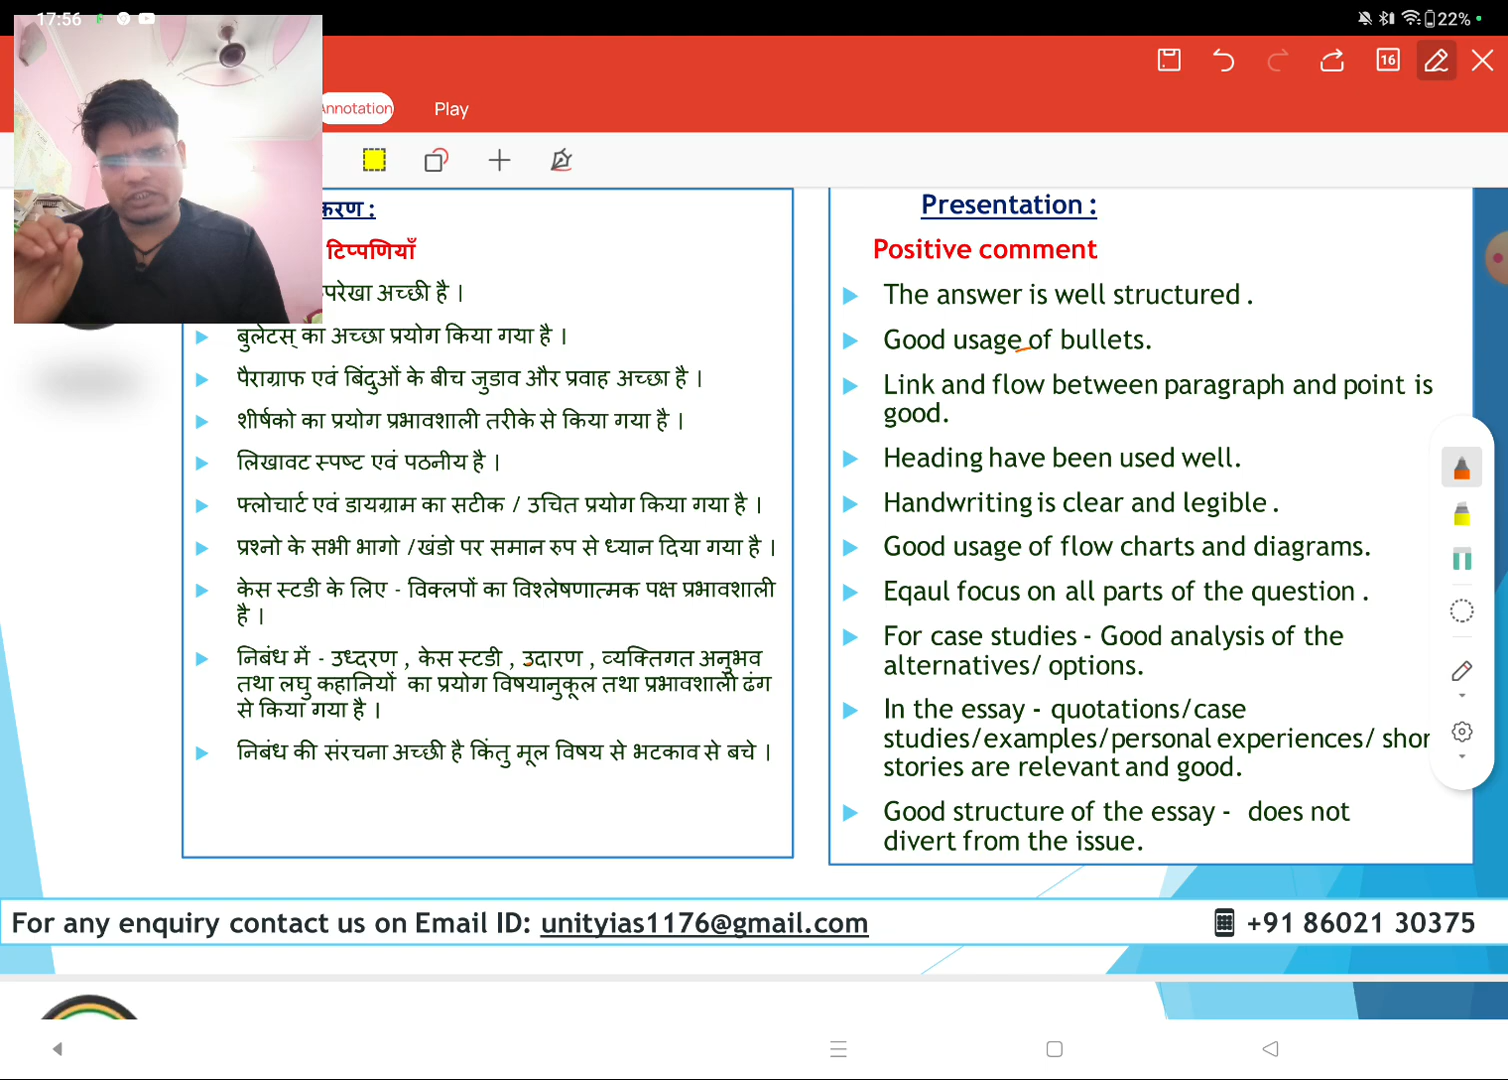 17:56
22%
Annotation
Play
16
करण :
टिप्पणियाँ
परेखा अच्छी है ।
बुलेटस् का अच्छा प्रयोग किया गया है ।
पैराग्राफ एवं बिंदुओं के बीच जुडाव और प्रवाह अच्छा है ।
शीर्षको का प्रयोग प्रभावशाली तरीके से किया गया है ।
लिखावट स्पष्ट एवं पठनीय है ।
फ्लोचार्ट एवं डायग्राम का सटीक / उचित प्रयोग किया गया है ।
प्रश्नो के सभी भागो /खंडो पर समान रुप से ध्यान दिया गया है ।
केस स्टडी के लिए - विक्लपों का विश्लेषणात्मक पक्ष प्रभावशाली
है ।
निबंध में - उध्दरण , केस स्टडी , उदारण , व्यक्तिगत अनुभव
तथा लघु कहानियों का प्रयोग विषयानुकूल तथा प्रभावशाली ढंग
से किया गया है ।
निबंध की संरचना अच्छी है किंतु मूल विषय से भटकाव से बचे ।
Presentation :
Positive comment
The answer is well structured .
Good usage of bullets.
Link and flow between paragraph and point is
good.
Heading have been used well.
Handwriting is clear and legible .
Good usage of flow charts and diagrams.
Eqaul focus on all parts of the question .
For case studies - Good analysis of the
alternatives/ options.
In the essay - quotations/case
studies/examples/personal experiences/ shor
stories are relevant and good.
Good structure of the essay - does not
divert from the issue.
For any enquiry contact us on Email ID: unityias1176@gmail.com
+91 86021 30375